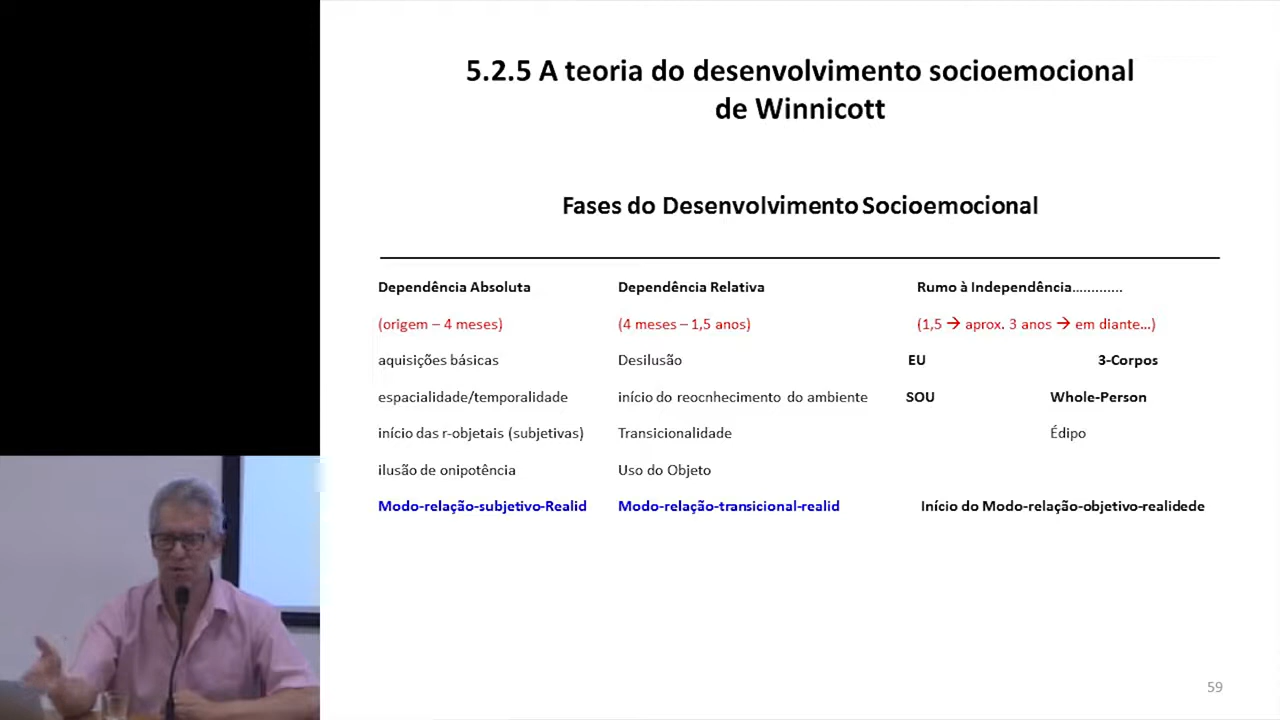 5.2.5 A teoria do desenvolvimento socioemocional
de Winnicott
Fases do Desenvolvimento Socioemocional
Dependência Absoluta Dependência Relativa Rumo à Independência............
(origem – 4 meses) (4 meses – 1,5 anos) (1,5 → aprox. 3 anos → em diante...)
aquisições básicas Desilusão EU 3-Corpos
espacialidade/temporalidade início do reocnhecimento do ambiente SOU Whole-Person
início das r-objetais (subjetivas) Transicionalidade Édipo
ilusão de onipotência Uso do Objeto
Modo-relação-subjetivo-Realid Modo-relação-transicional-realid Início do Modo-relação-objetivo-realidede
59